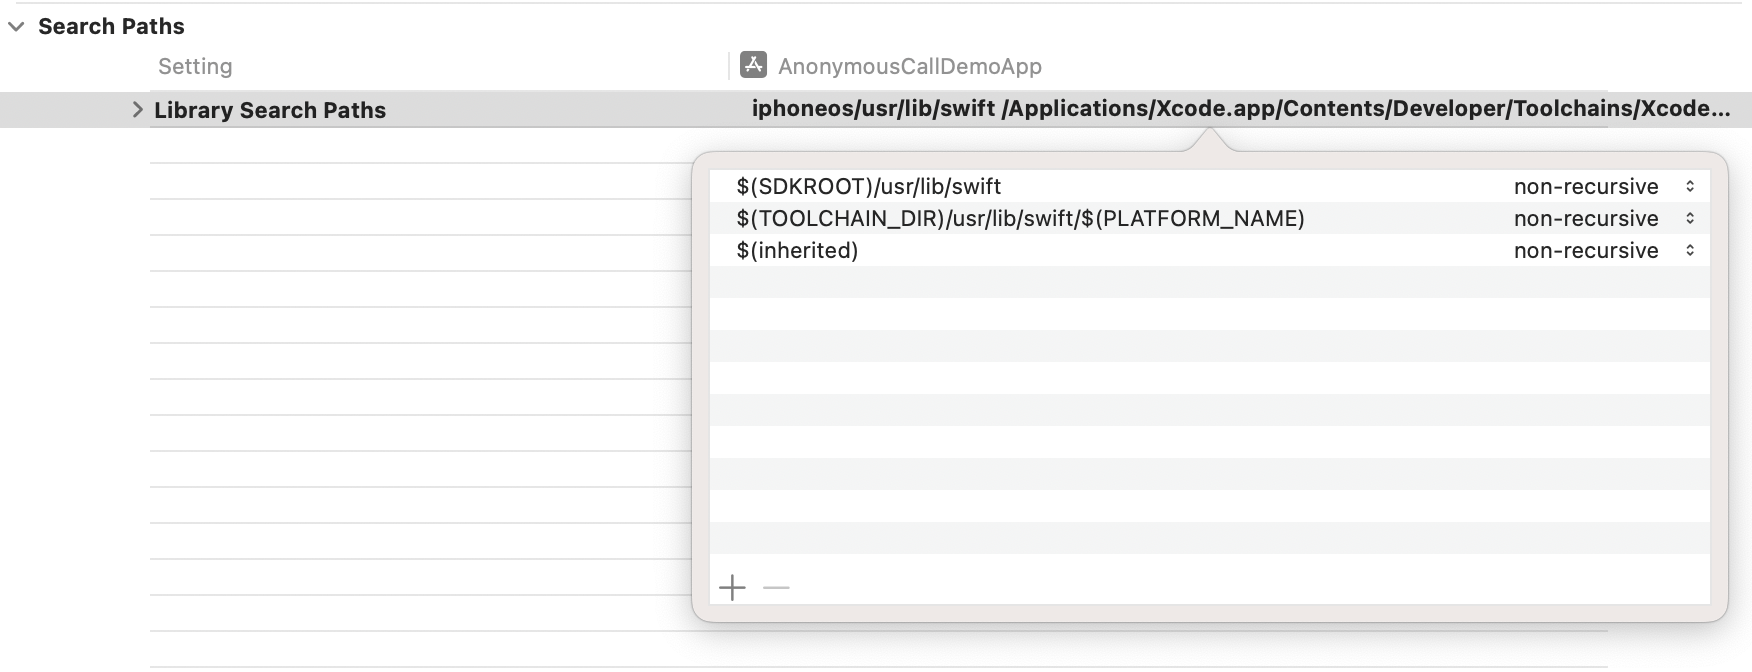 Search Paths
Setting AnonymousCallDemoApp
Library Search Paths iphoneos/usr/lib/swift /Applications/Xcode.app/Contents/Developer/Toolchains/Xcode...
$(SDKROOT)/usr/lib/swift non-recursive
$(TOOLCHAIN_DIR)/usr/lib/swift/$(PLATFORM_NAME) non-recursive
$(inherited) non-recursive